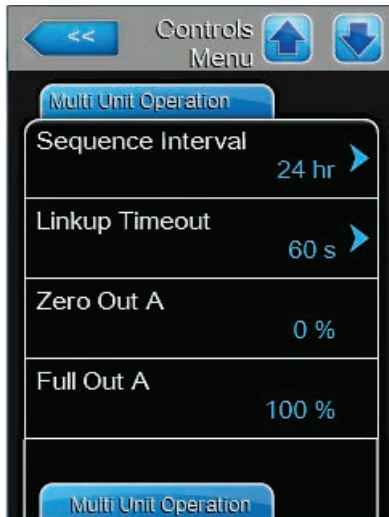 <<
Controls
Menu
Multi Unit Operation
Sequence Interval
24 hr
Linkup Timeout
60 s
Zero Out A
0 %
Full Out A
100 %
Multi Unit Operation